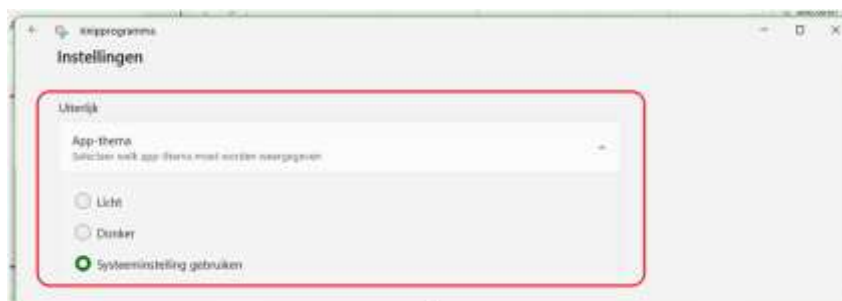 Knipprogramma
Instellingen
Uiterlijk
App-thema
Selecteer welk app-thema moet worden weergegeven
Licht
Donker
Systeeminstelling gebruiken